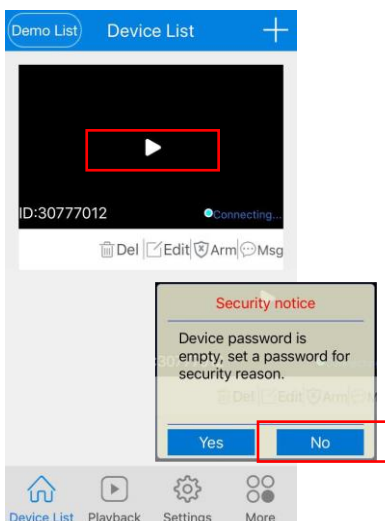 Demo List Device List
ID:30777012 Connecting...
Del Edit Arm Msg
Security notice
Device password is
empty, set a password for
security reason.
Yes No
Device List Playback Settings More